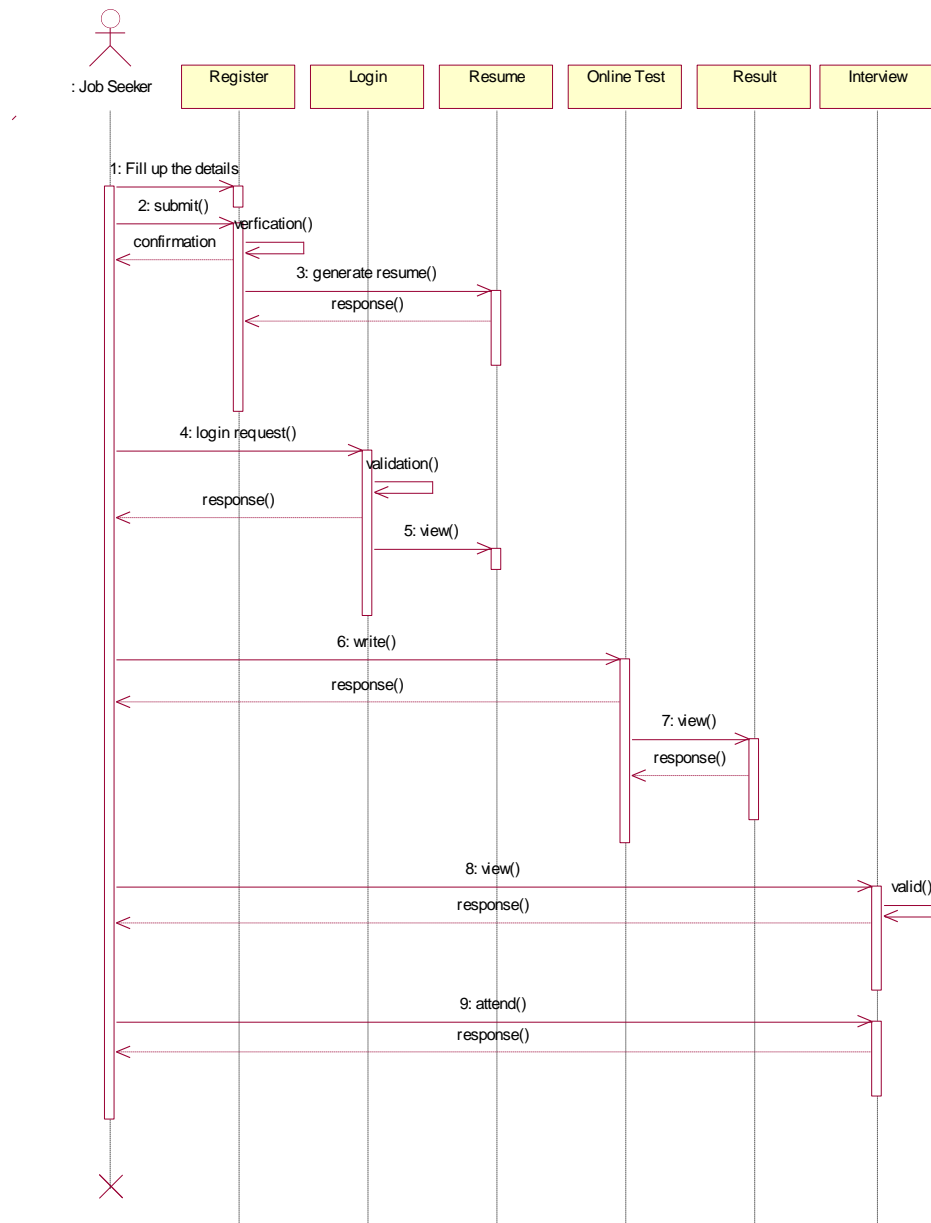 : Job Seeker
Register
Login
Resume
Online Test
Result
Interview
1: Fill up the details
2: submit()
verfication()
confirmation
3: generate resume()
response()
4: login request()
validation()
response()
5: view()
6: write()
response()
7: view()
response()
8: view()
valid()
response()
9: attend()
response()